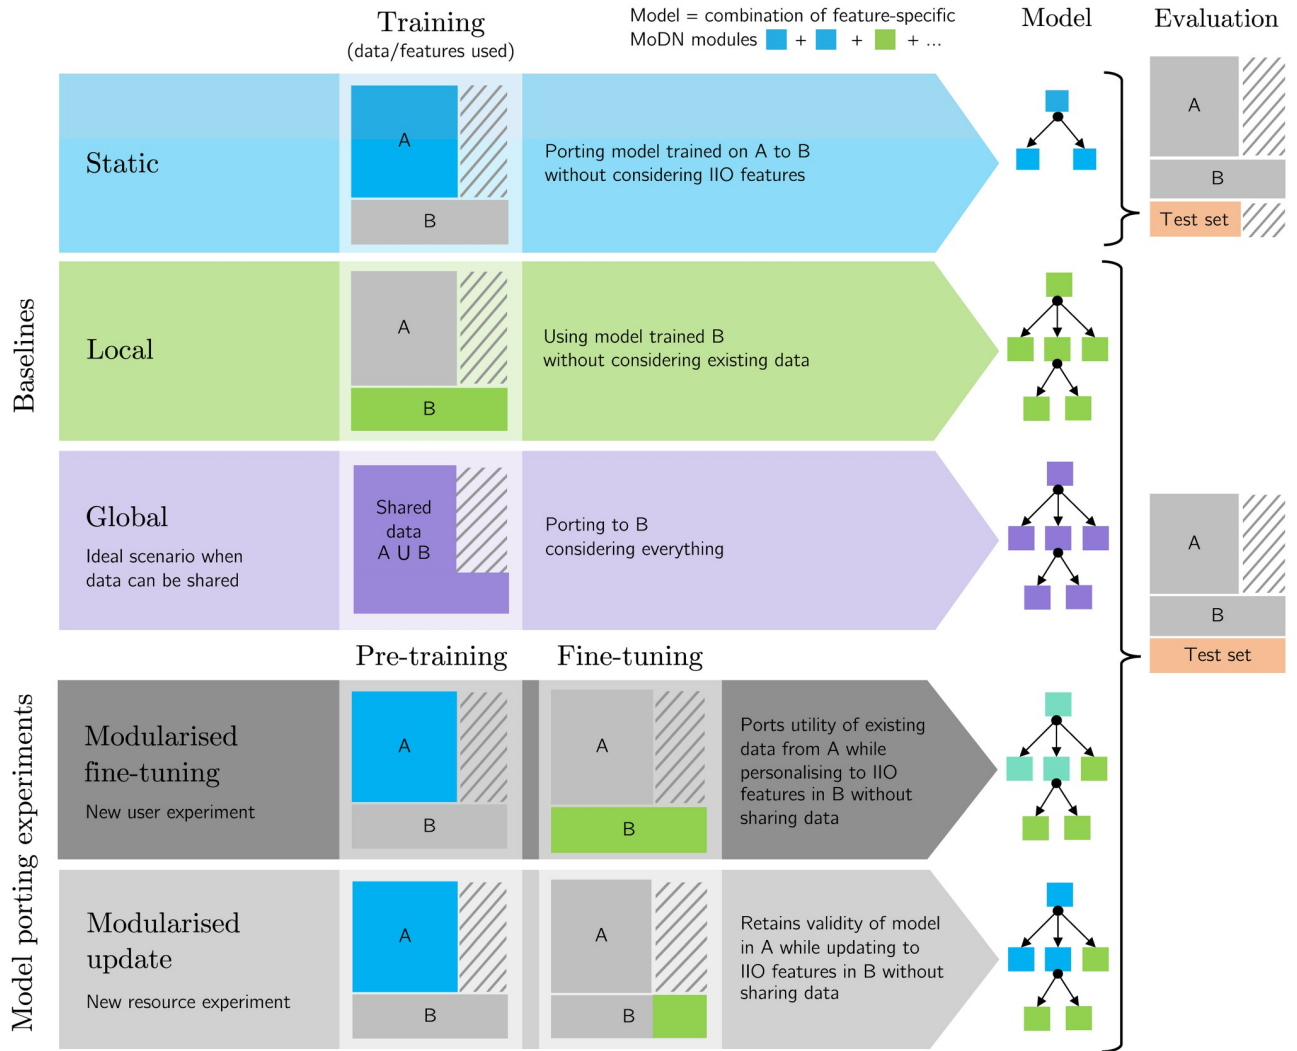 Training
(data/features used)
Model = combination of feature-specific
MoDN modules + + + ...
Model
Evaluation
Baselines
Static
A
B
Porting model trained on A to B
without considering IIO features
A
B
Test set
Local
A
B
Using model trained B
without considering existing data
Global
Ideal scenario when
data can be shared
Shared
data
A U B
Porting to B
considering everything
A
B
Test set
Pre-training
Fine-tuning
Model porting experiments
Modularised
fine-tuning
New user experiment
A
B
A
B
Ports utility of existing
data from A while
personalising to IIO
features in B without
sharing data
Modularised
update
New resource experiment
A
B
A
B
Retains validity of model
in A while updating to
IIO features in B without
sharing data